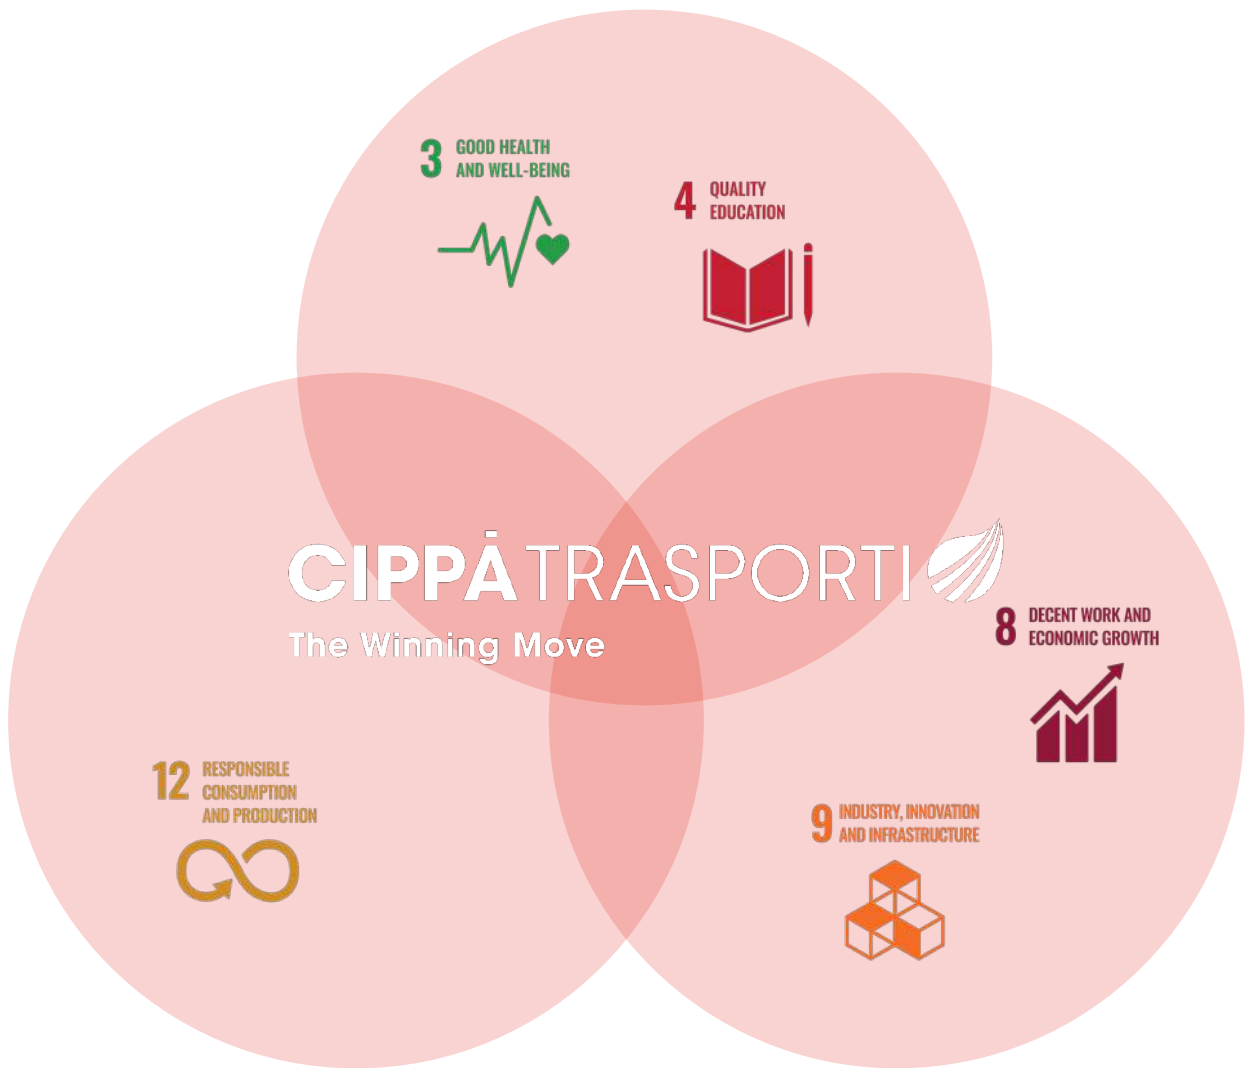 3 GOOD HEALTH
AND WELL-BEING
4 QUALITY
EDUCATION
CIPPÀTRASPORTI
The Winning Move
8 DECENT WORK AND
ECONOMIC GROWTH
12 RESPONSIBLE
CONSUMPTION
AND PRODUCTION
9 INDUSTRY, INNOVATION
AND INFRASTRUCTURE